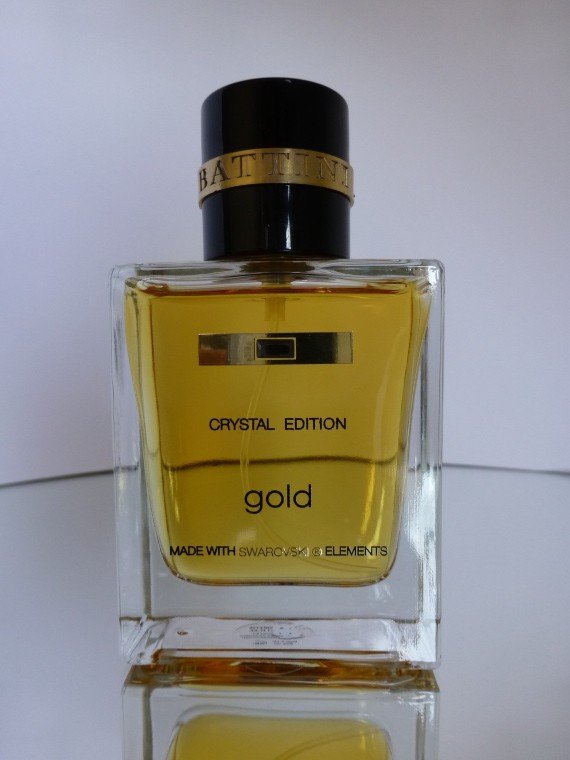 BATTINI
CRYSTAL EDITION
gold
MADE WITH SWAROVSKI ® ELEMENTS